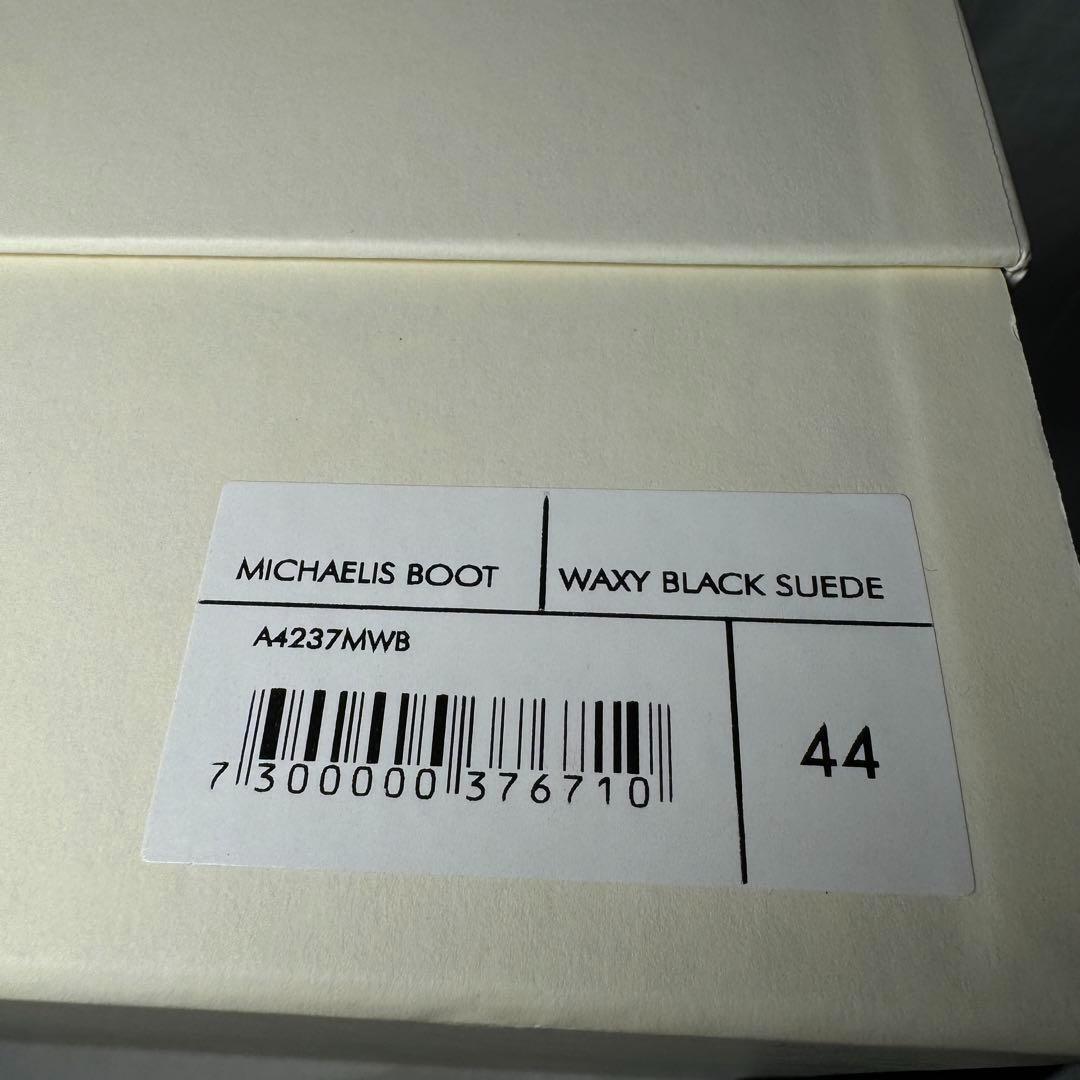 MICHAELIS BOOT
WAXY BLACK SUEDE
A4237MWB
44
7 300000 376710